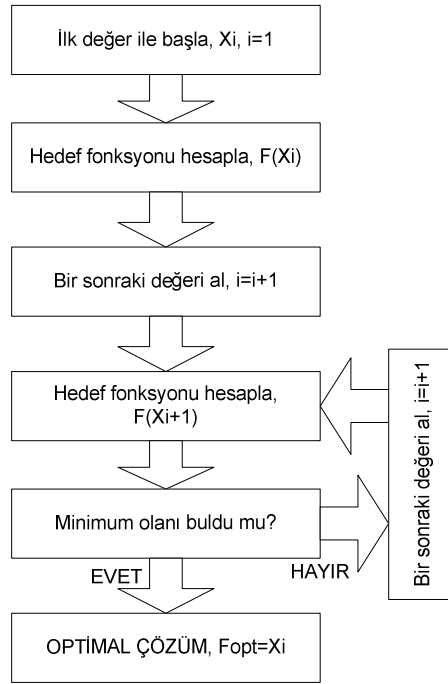 İlk değer ile başla, Xi, i=1
Hedef fonksyonu hesapla, F(Xi)
Bir sonraki değeri al, i=i+1
Hedef fonksyonu hesapla,
F(Xi+1)
Bir sonraki değeri al, i=i+1
Minimum olanı buldu mu?
EVET
HAYIR
OPTİMAL ÇÖZÜM, Fopt=Xi